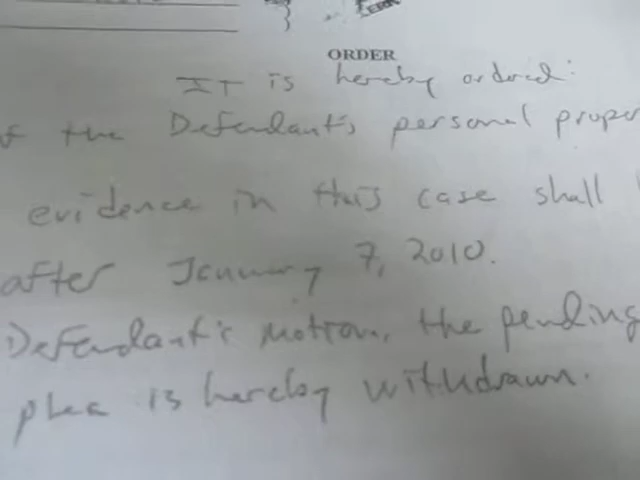 ORDER
IT is hereby ordered:
f the Defendant's personal proper
evidence in this case shall
after January 7, 2010.
Defendant's motion, the pending
plea is hereby withdrawn.